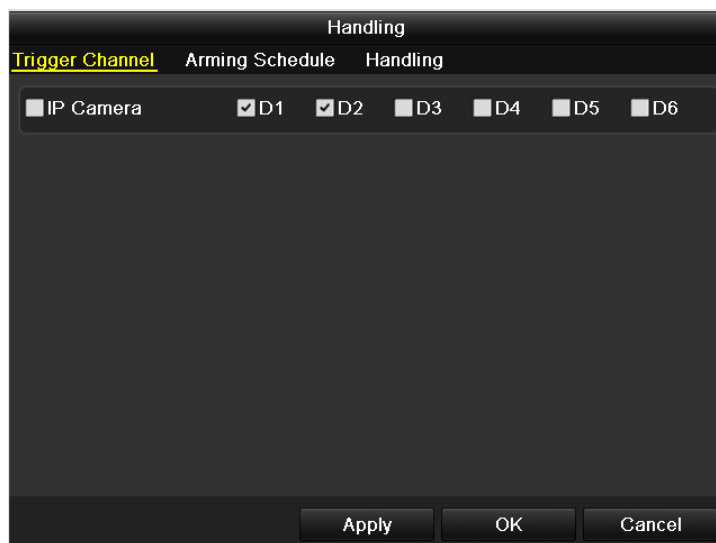 Handling
Trigger Channel Arming Schedule Handling
IP Camera D1 D2 D3 D4 D5 D6
Apply OK Cancel